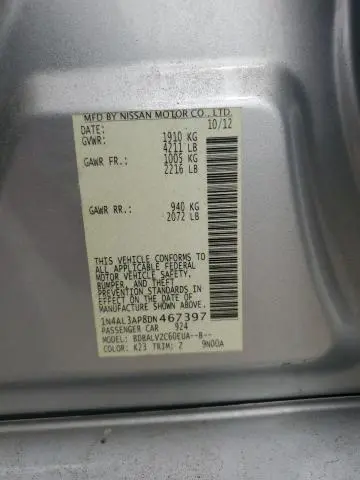 MFD BY NISSAN MOTOR CO., LTD.
DATE: 10/12
GVWR: 1910 KG
4211 LB
GAWR FR.: 1005 KG
2216 LB
GAWR RR.: 940 KG
2072 LB
THIS VEHICLE CONFORMS TO
ALL APPLICABLE FEDERAL
MOTOR VEHICLE SAFETY,
BUMPER, AND THEFT
PREVENTION STANDARDS
IN EFFECT ON THE DATE OF
MANUFACTURE SHOWN ABOVE.
1N4AL3AP8DN467397
PASSENGER CAR 924
MODEL: BDBALVZC60EUA--B--
COLOR: K23 TRIM: Z 9N00A